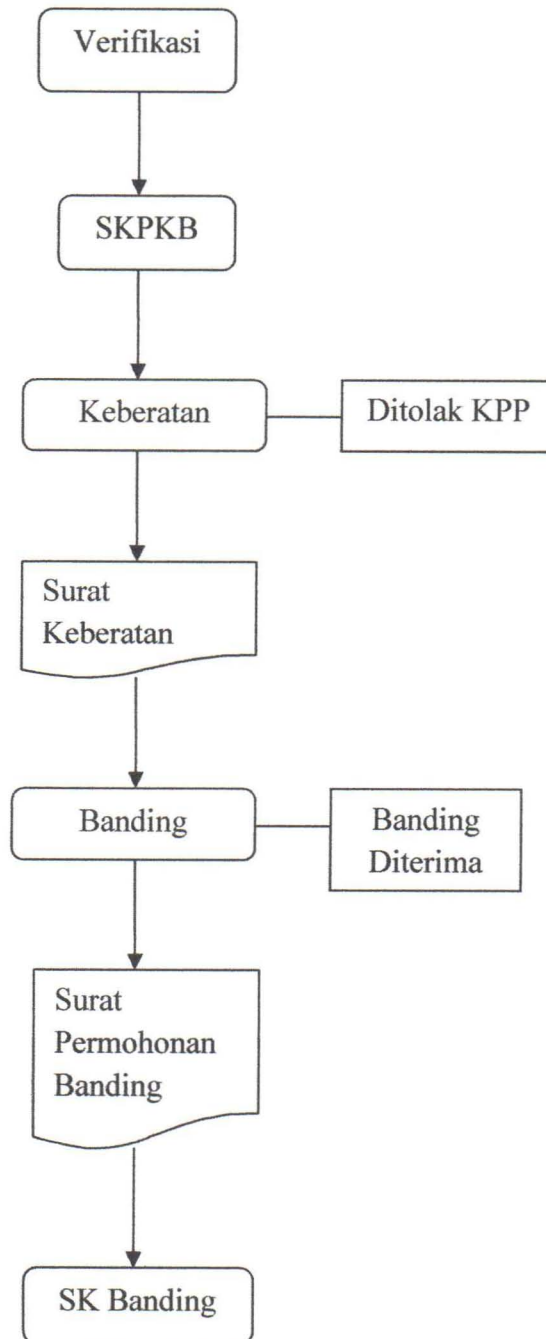 Verifikasi
SKPKB
Keberatan
Ditolak KPP
Surat
Keberatan
Banding
Banding
Diterima
Surat
Permohonan
Banding
SK Banding